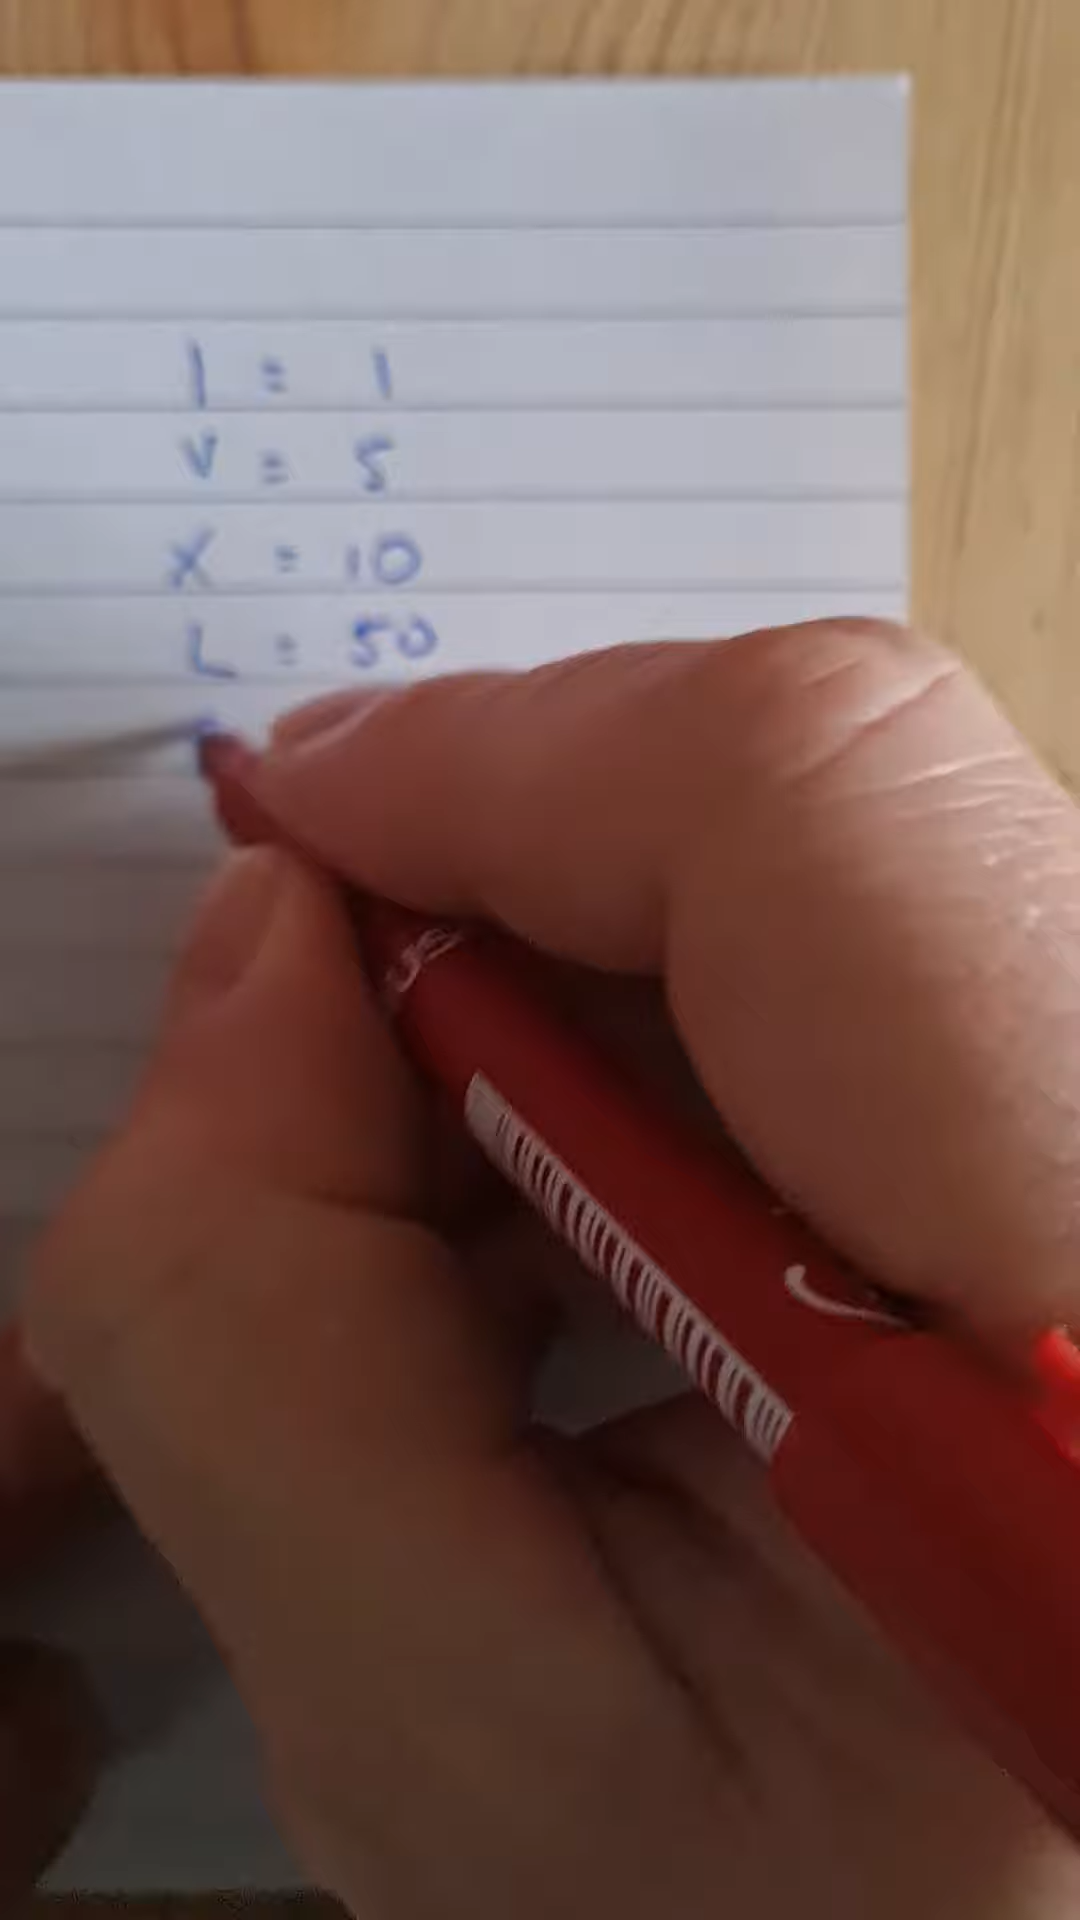 I = 1
V = 5
X = 10
L = 50